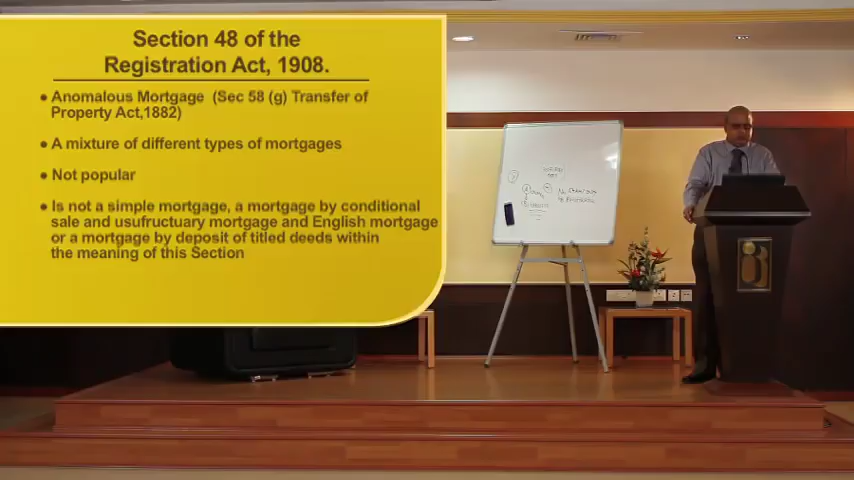 Section 48 of the
Registration Act, 1908.
• Anomalous Mortgage (Sec 58 (g) Transfer of
Property Act,1882)
• A mixture of different types of mortgages
• Not popular
• Is not a simple mortgage, a mortgage by conditional
sale and usufructuary mortgage and English mortgage
or a mortgage by deposit of titled deeds within
the meaning of this Section